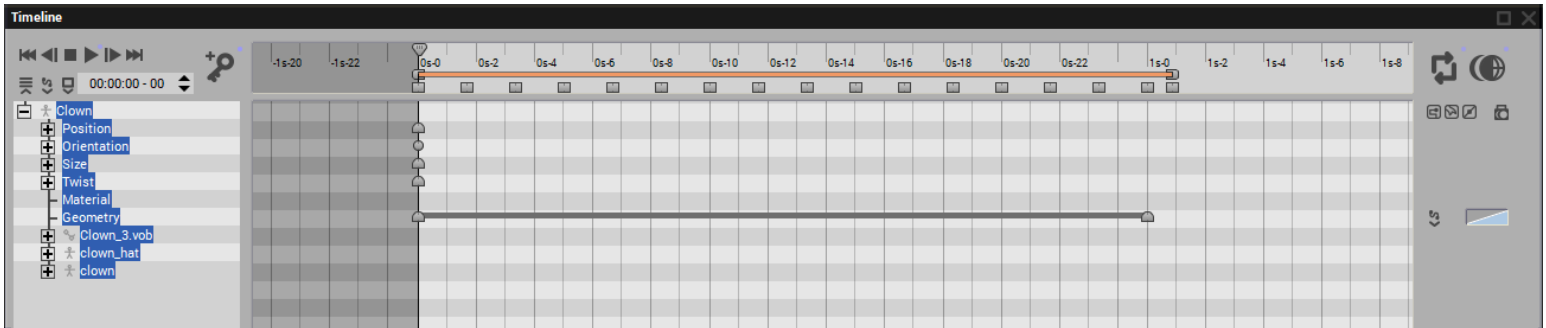 Timeline
-1s-20 -1s-22 0s-0 0s-2 0s-4 0s-6 0s-8 0s-10 0s-12 0s-14 0s-16 0s-18 0s-20 0s-22 1s-0 1s-2 1s-4 1s-6 1s-8
00:00:00 - 00
Clown
Position
Orientation
Size
Twist
Material
Geometry
Clown_3.vob
clown_hat
clown